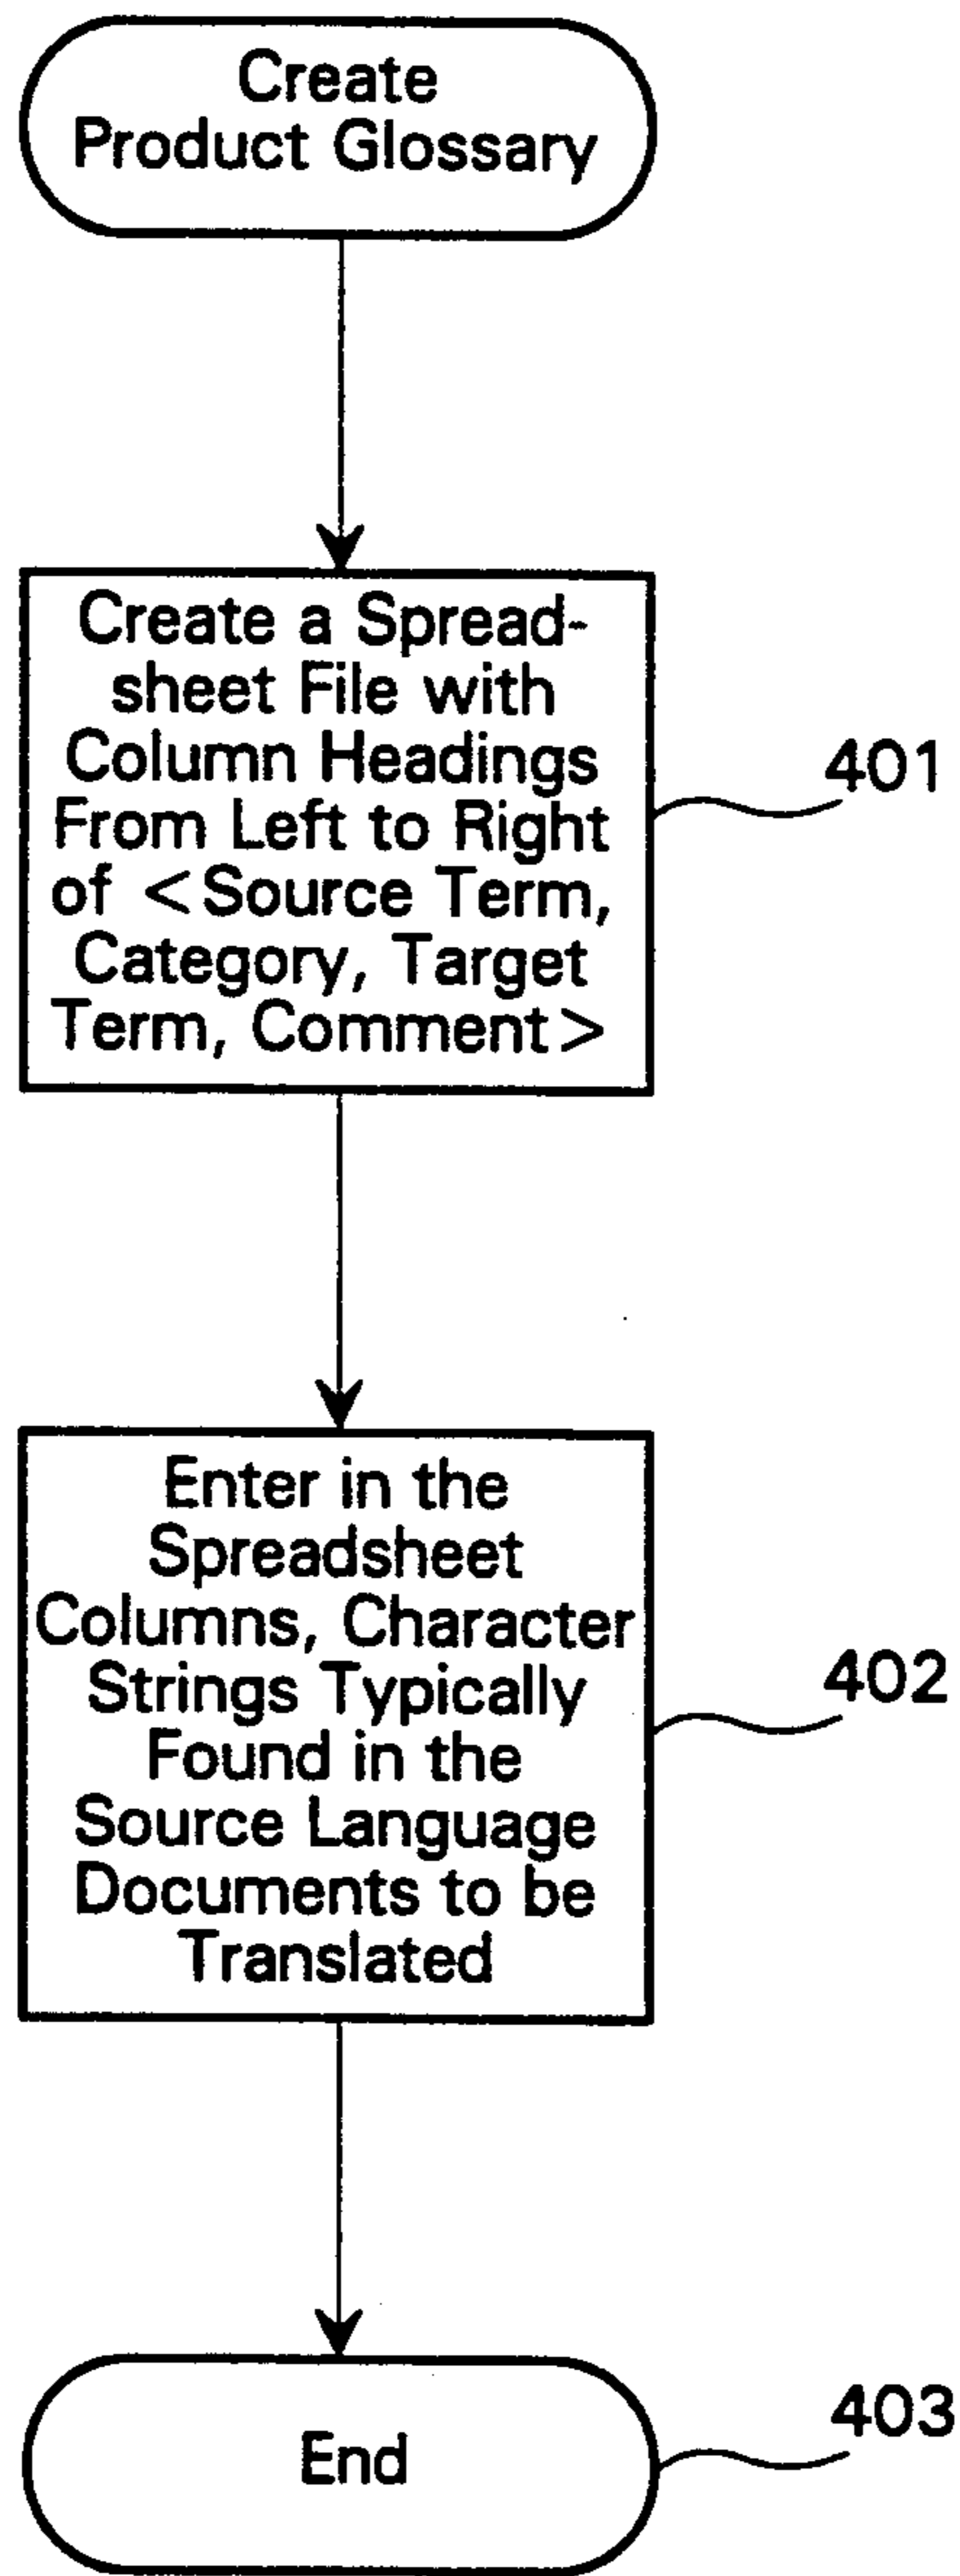 Create
Product Glossary
Create a Spread-
sheet File with
Column Headings
From Left to Right
of <Source Term,
Category, Target
Term, Comment>
401
Enter in the
Spreadsheet
Columns, Character
Strings Typically
Found in the
Source Language
Documents to be
Translated
402
End
403